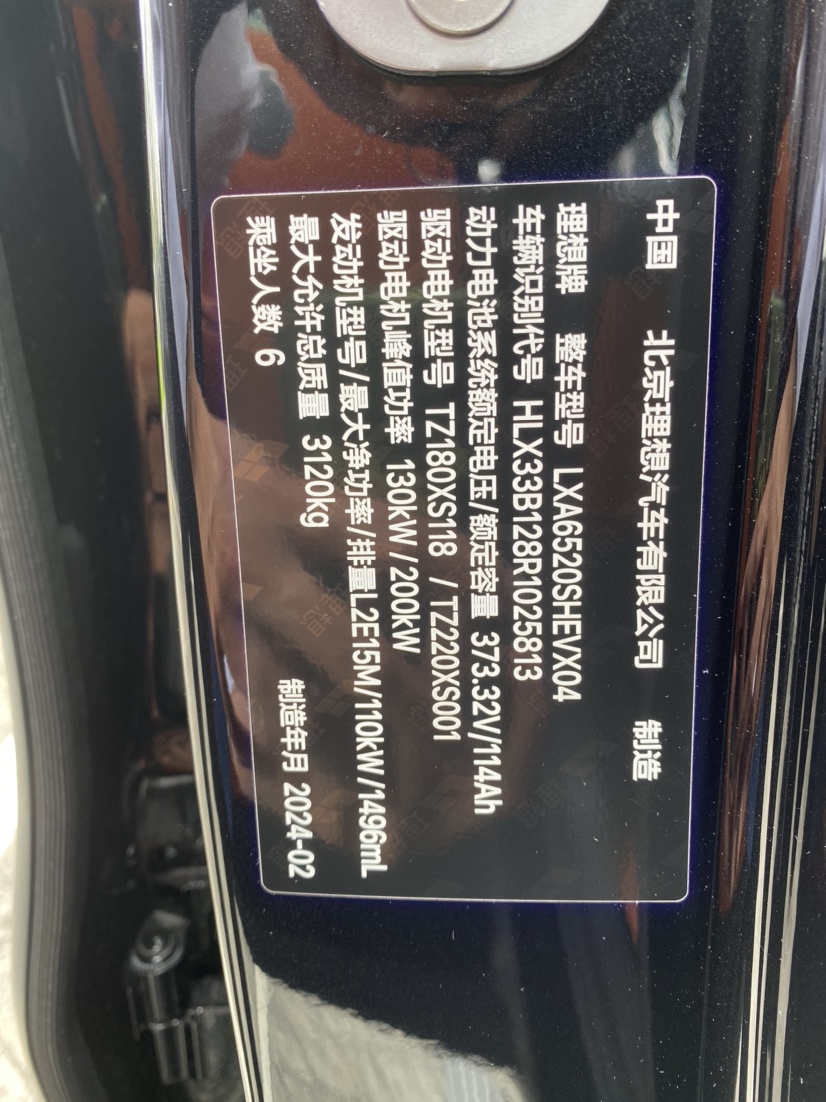 中国 北京理想汽车有限公司 制造
理想牌 整车型号 LXA6520SHEVX04
车辆识别代号 HLX33B128R1025813
动力电池系统额定电压/额定容量 373.32V/114Ah
驱动电机型号 TZ180XS118 /TZ220XS001
驱动电机峰值功率 130kW/200kW
发动机型号/最大净功率/排量L2E15M/110kW/1496mL
最大允许总质量 3120kg
乘坐人数 6 制造年月 2024-02